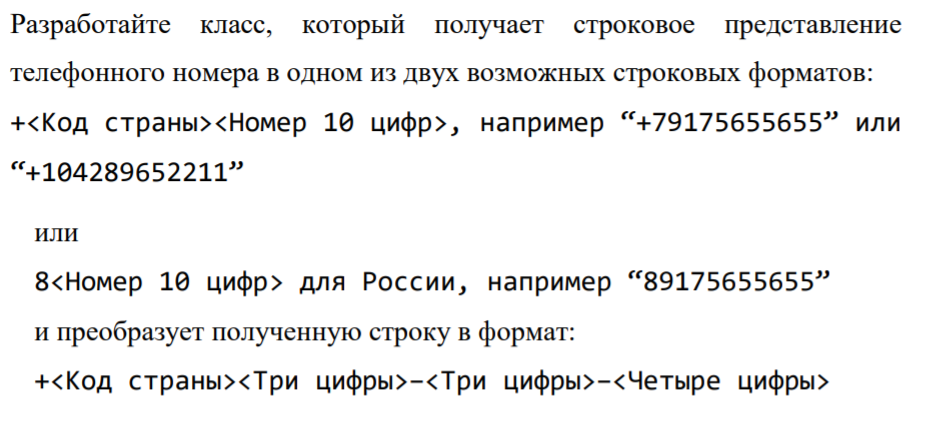 Разработайте класс, который получает строковое представление
телефонного номера в одном из двух возможных строковых форматов:
+<Код страны><Номер 10 цифр>, например “+79175655655” или
“+104289652211”
или
8<Номер 10 цифр> для России, например “89175655655”
и преобразует полученную строку в формат:
+<Код страны><Три цифры>–<Три цифры>–<Четыре цифры>